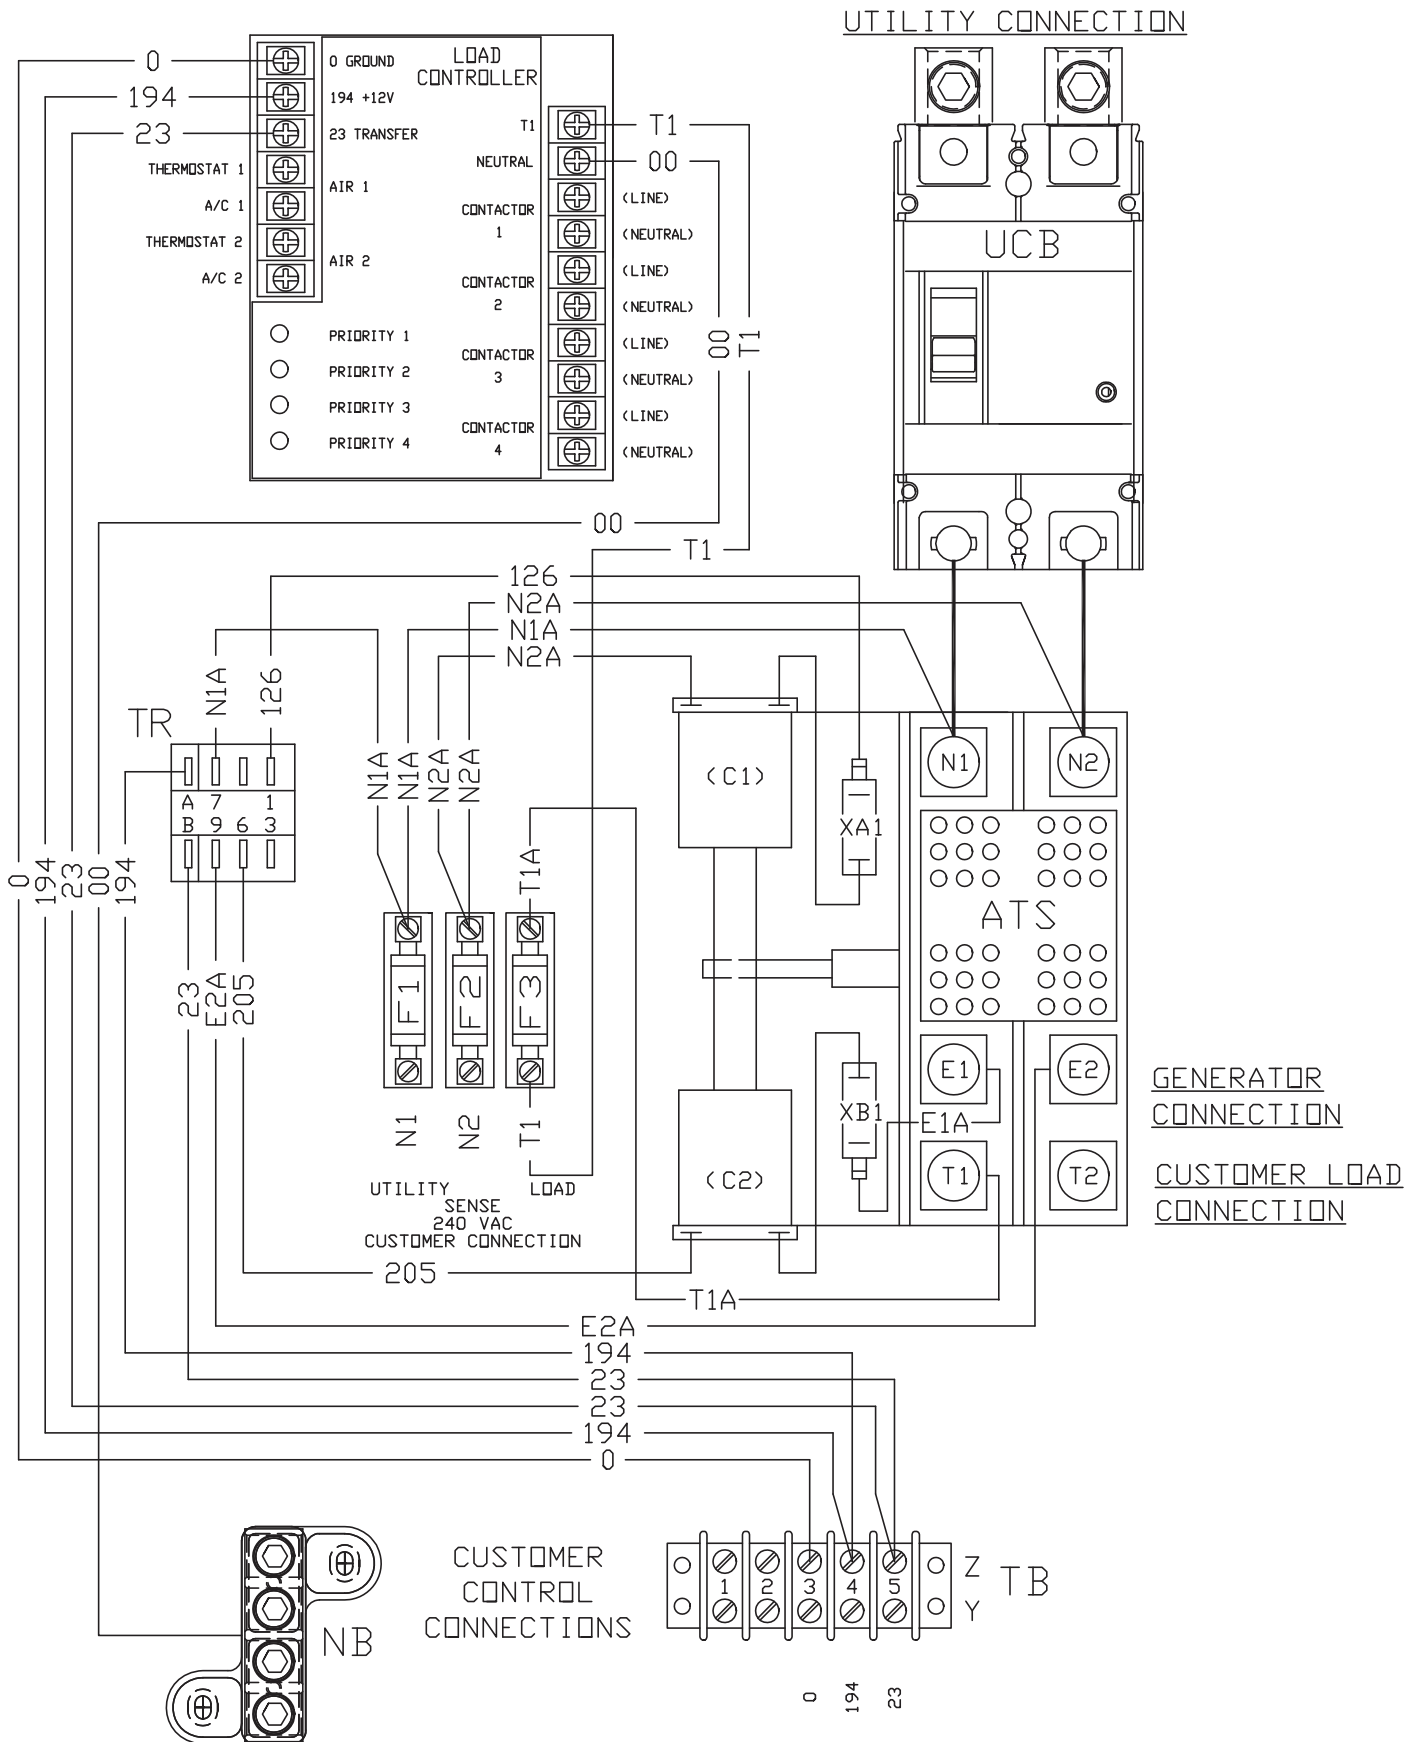 UTILITY CONNECTION
LOAD
CONTROLLER
0
0 GROUND
194
194 +12V
23
23 TRANSFER
THERMOSTAT 1
AIR 1
A/C 1
THERMOSTAT 2
AIR 2
A/C 2
PRIORITY 1
PRIORITY 2
PRIORITY 3
PRIORITY 4
T1
T1
NEUTRAL
00
CONTACTOR
1
(LINE)
(NEUTRAL)
CONTACTOR
2
(LINE)
(NEUTRAL)
CONTACTOR
3
(LINE)
(NEUTRAL)
CONTACTOR
4
(LINE)
(NEUTRAL)
00
T1
UCB
00
T1
126
N2A
N1A
N2A
N1A
126
TR
A 7 1
B 9 6 3
N1A
N1A
N2A
N2A
(C1)
XA1
N1
N2
ATS
0
194
23
00
194
T1A
23
E2A
205
F1
F2
F3
N1
N2
T1
UTILITY
LOAD
SENSE
240 VAC
CUSTOMER CONNECTION
XB1
E1A
E1
E2
(C2)
T1
T2
GENERATOR
CONNECTION
CUSTOMER LOAD
CONNECTION
205
T1A
E2A
194
23
23
194
0
CUSTOMER
CONTROL
CONNECTIONS
NB
1 2 3 4 5
Z
Y
TB
0
194
23